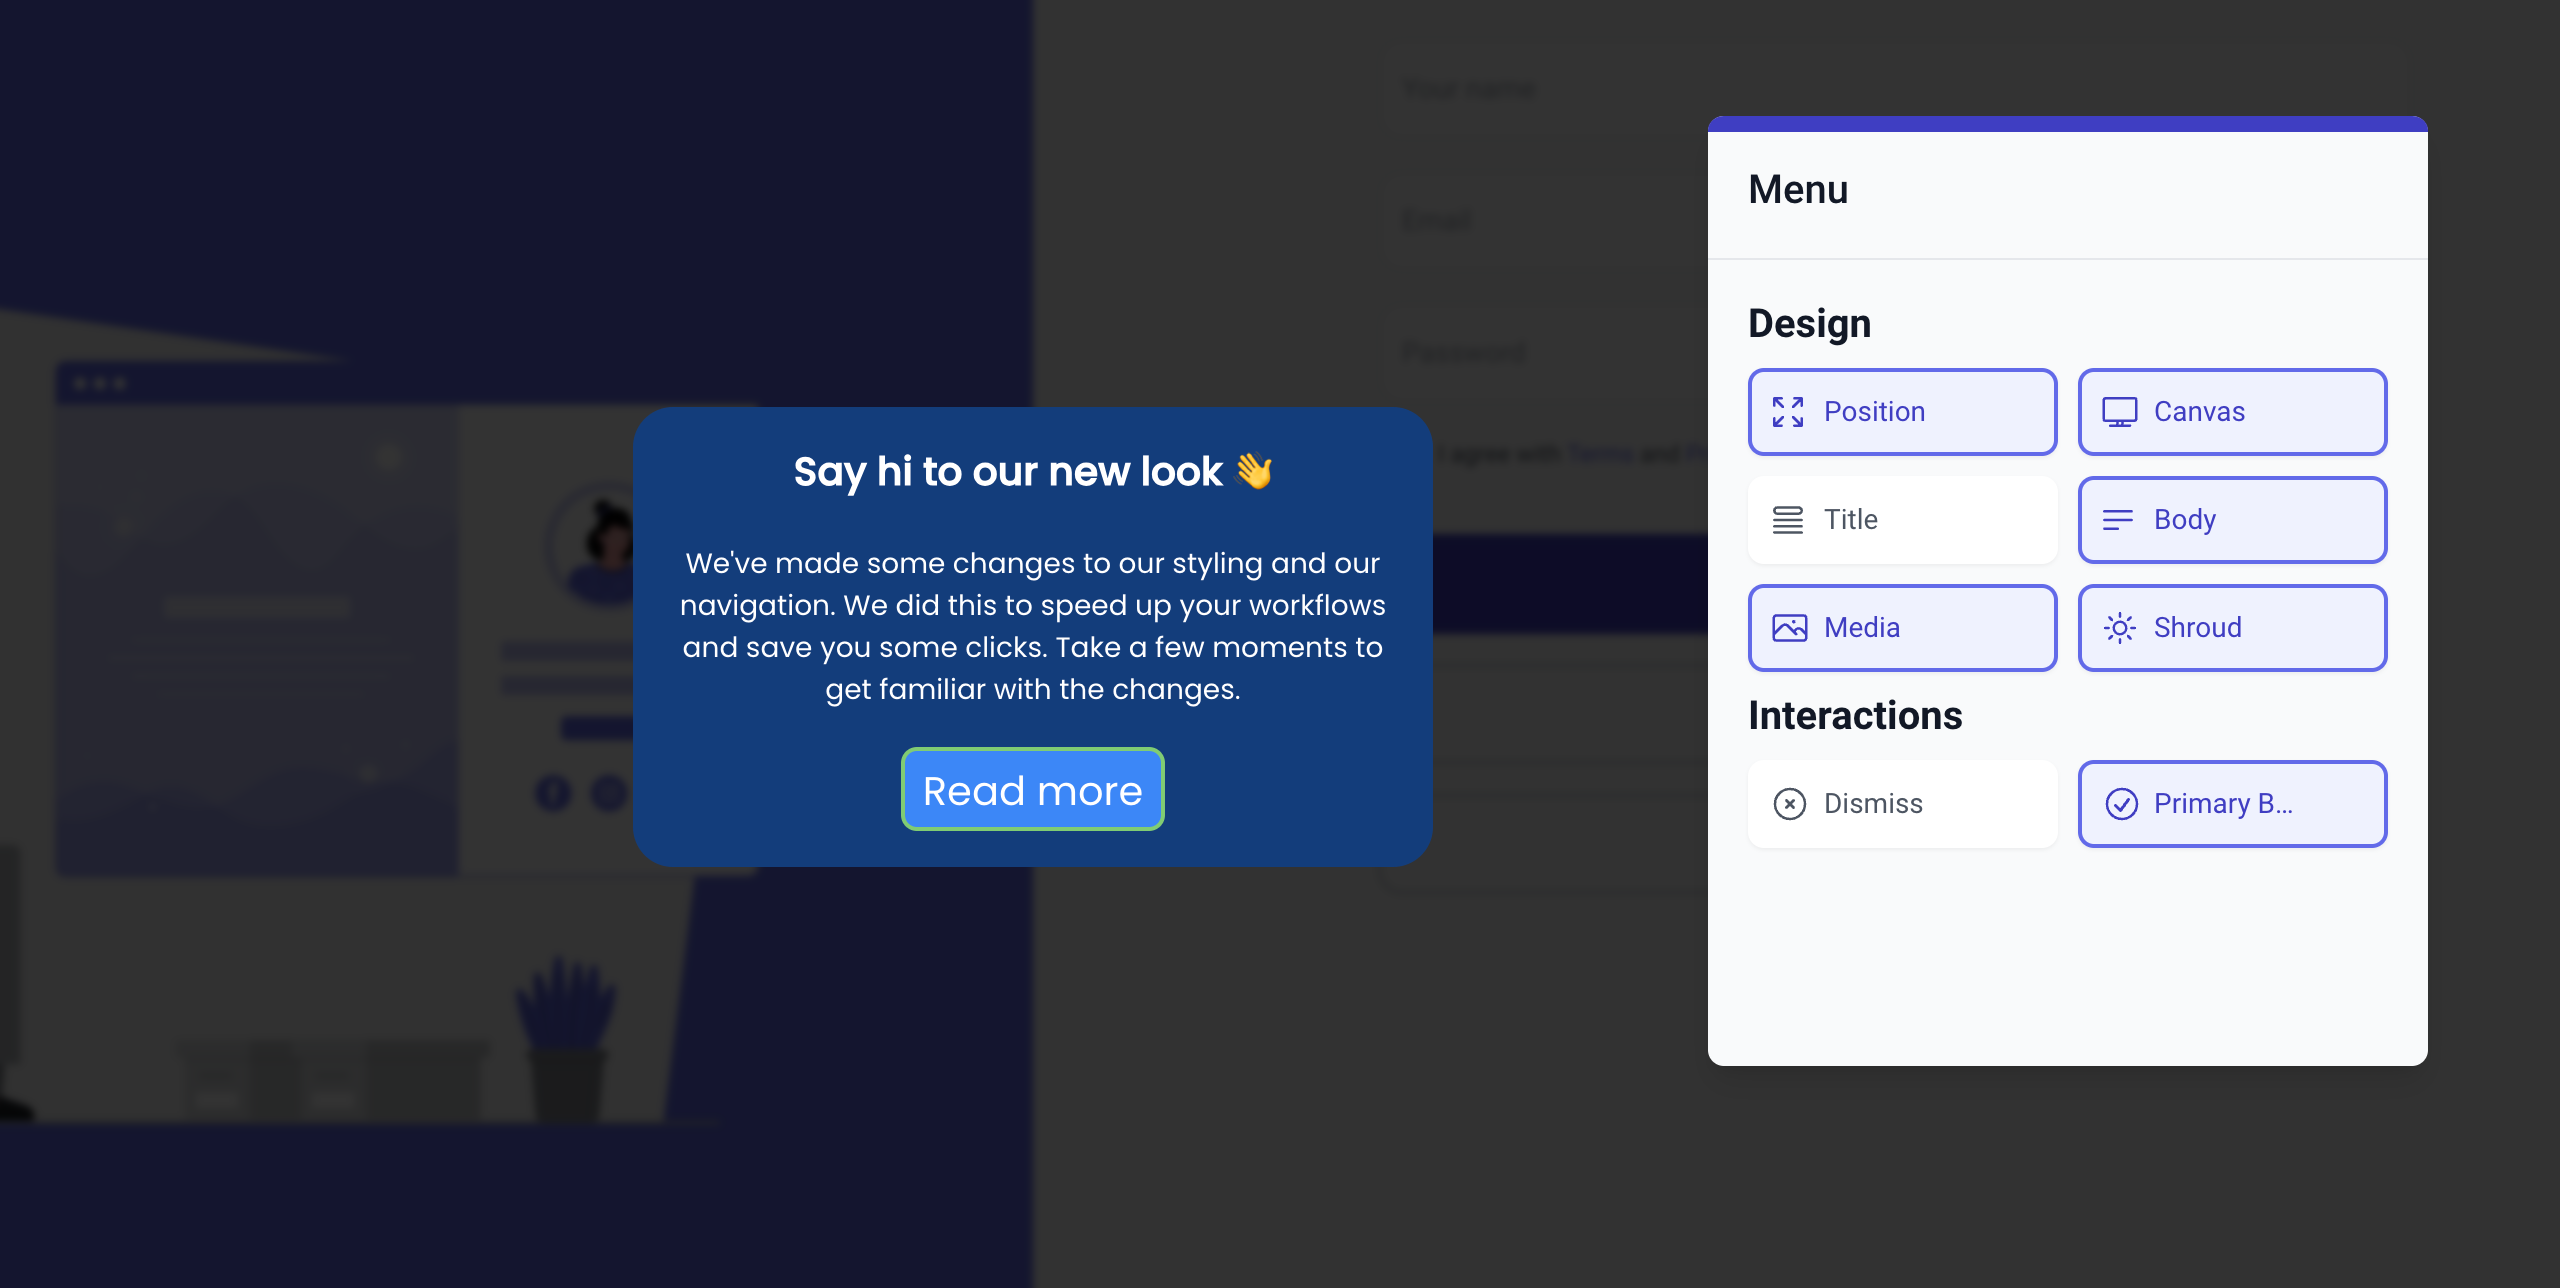 Your name
Email
Password
I agree with Terms and
Say hi to our new look 👋
We've made some changes to our styling and our
navigation. We did this to speed up your workflows
and save you some clicks. Take a few moments to
get familiar with the changes.
Read more
Menu
Design
Position
Canvas
Title
Body
Media
Shroud
Interactions
Dismiss
Primary B...